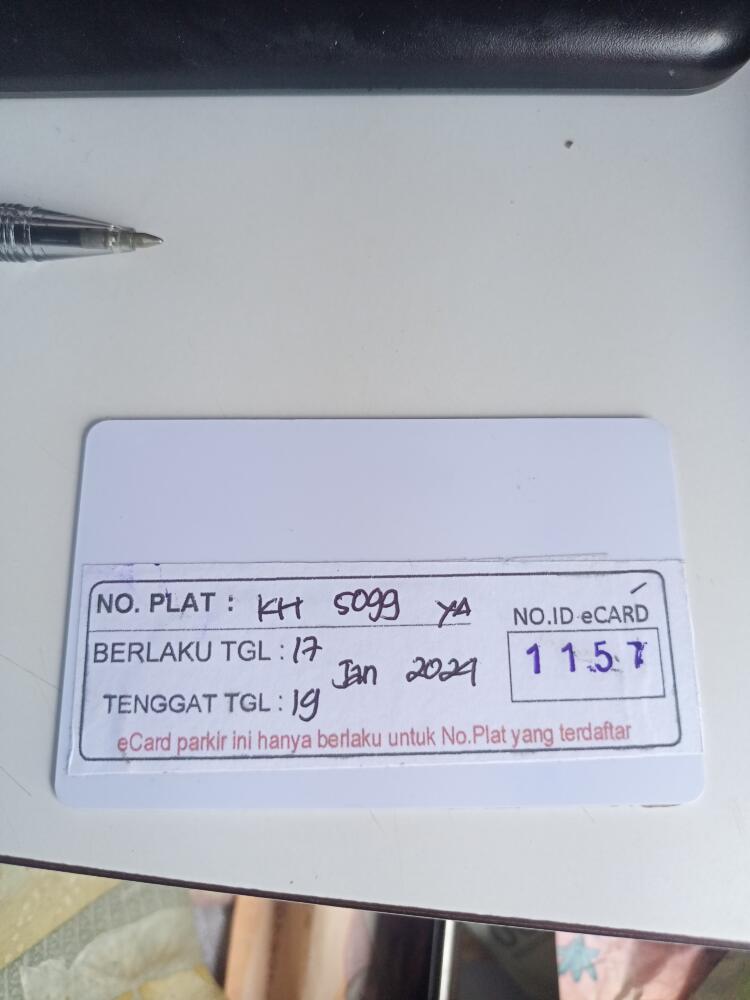 NO. PLAT : KH 5099 YA
NO.ID eCARD
BERLAKU TGL : 17
Jan 2024
1157
TENGGAT TGL : 19
eCard parkir ini hanya berlaku untuk No.Plat yang terdaftar